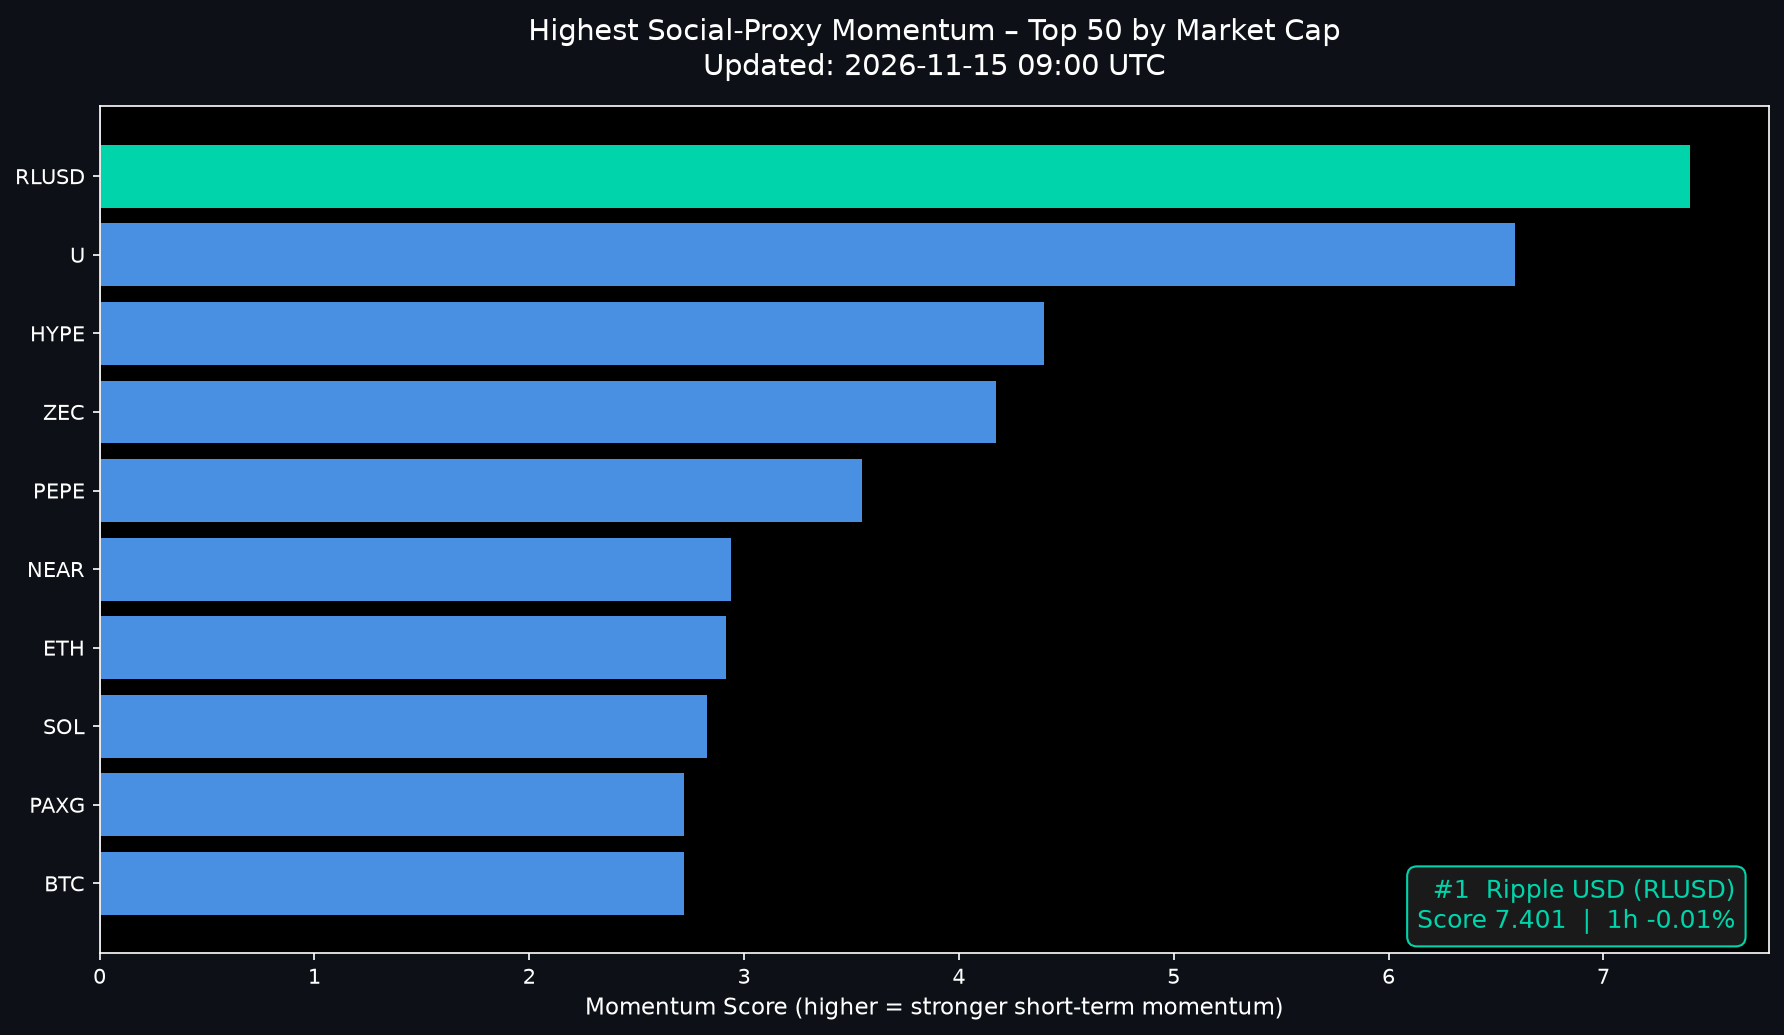 Highest Social-Proxy Momentum – Top 50 by Market Cap
Updated: 2026-11-15 09:00 UTC
RLUSD
U
HYPE
ZEC
PEPE
NEAR
ETH
SOL
PAXG
BTC
#1 Ripple USD (RLUSD)
Score 7.401 | 1h -0.01%
0 1 2 3 4 5 6 7
Momentum Score (higher = stronger short-term momentum)